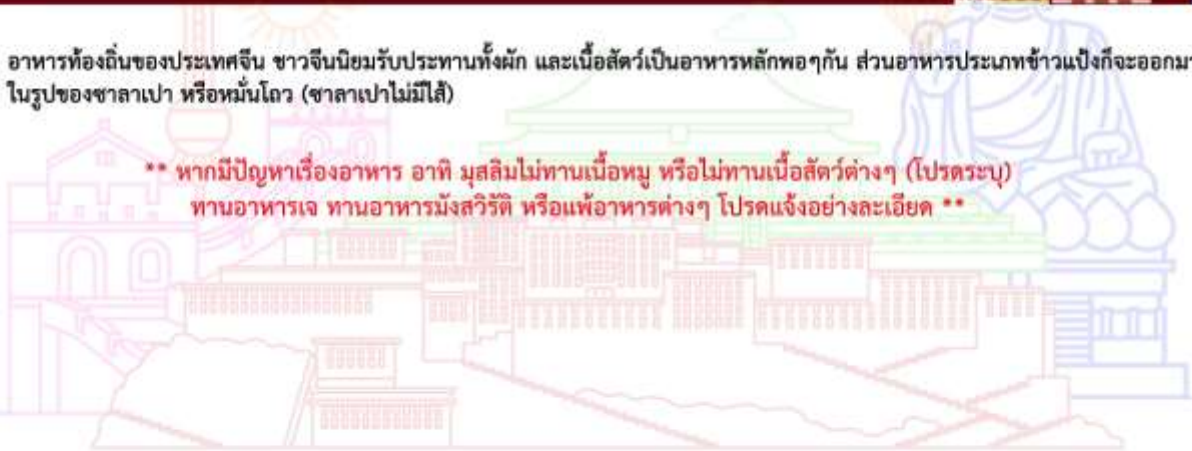 อาหารท้องถิ่นของประเทศจีน ชาวจีนนิยมรับประทานทั้งผัก และเนื้อสัตว์เป็นอาหารหลักพอๆกัน ส่วนอาหารประเภทข้าวแป้งก็จะออกมา
ในรูปของซาลาเปา หรือหมั่นโถว (ซาลาเปาไม่มีไส้)
** หากมีปัญหาเรื่องอาหาร อาทิ มุสลิมไม่ทานเนื้อหมู หรือไม่ทานเนื้อสัตว์ต่างๆ (โปรดระบุ)
ทานอาหารเจ ทานอาหารมังสวิรัติ หรือแพ้อาหารต่างๆ โปรดแจ้งอย่างละเอียด **